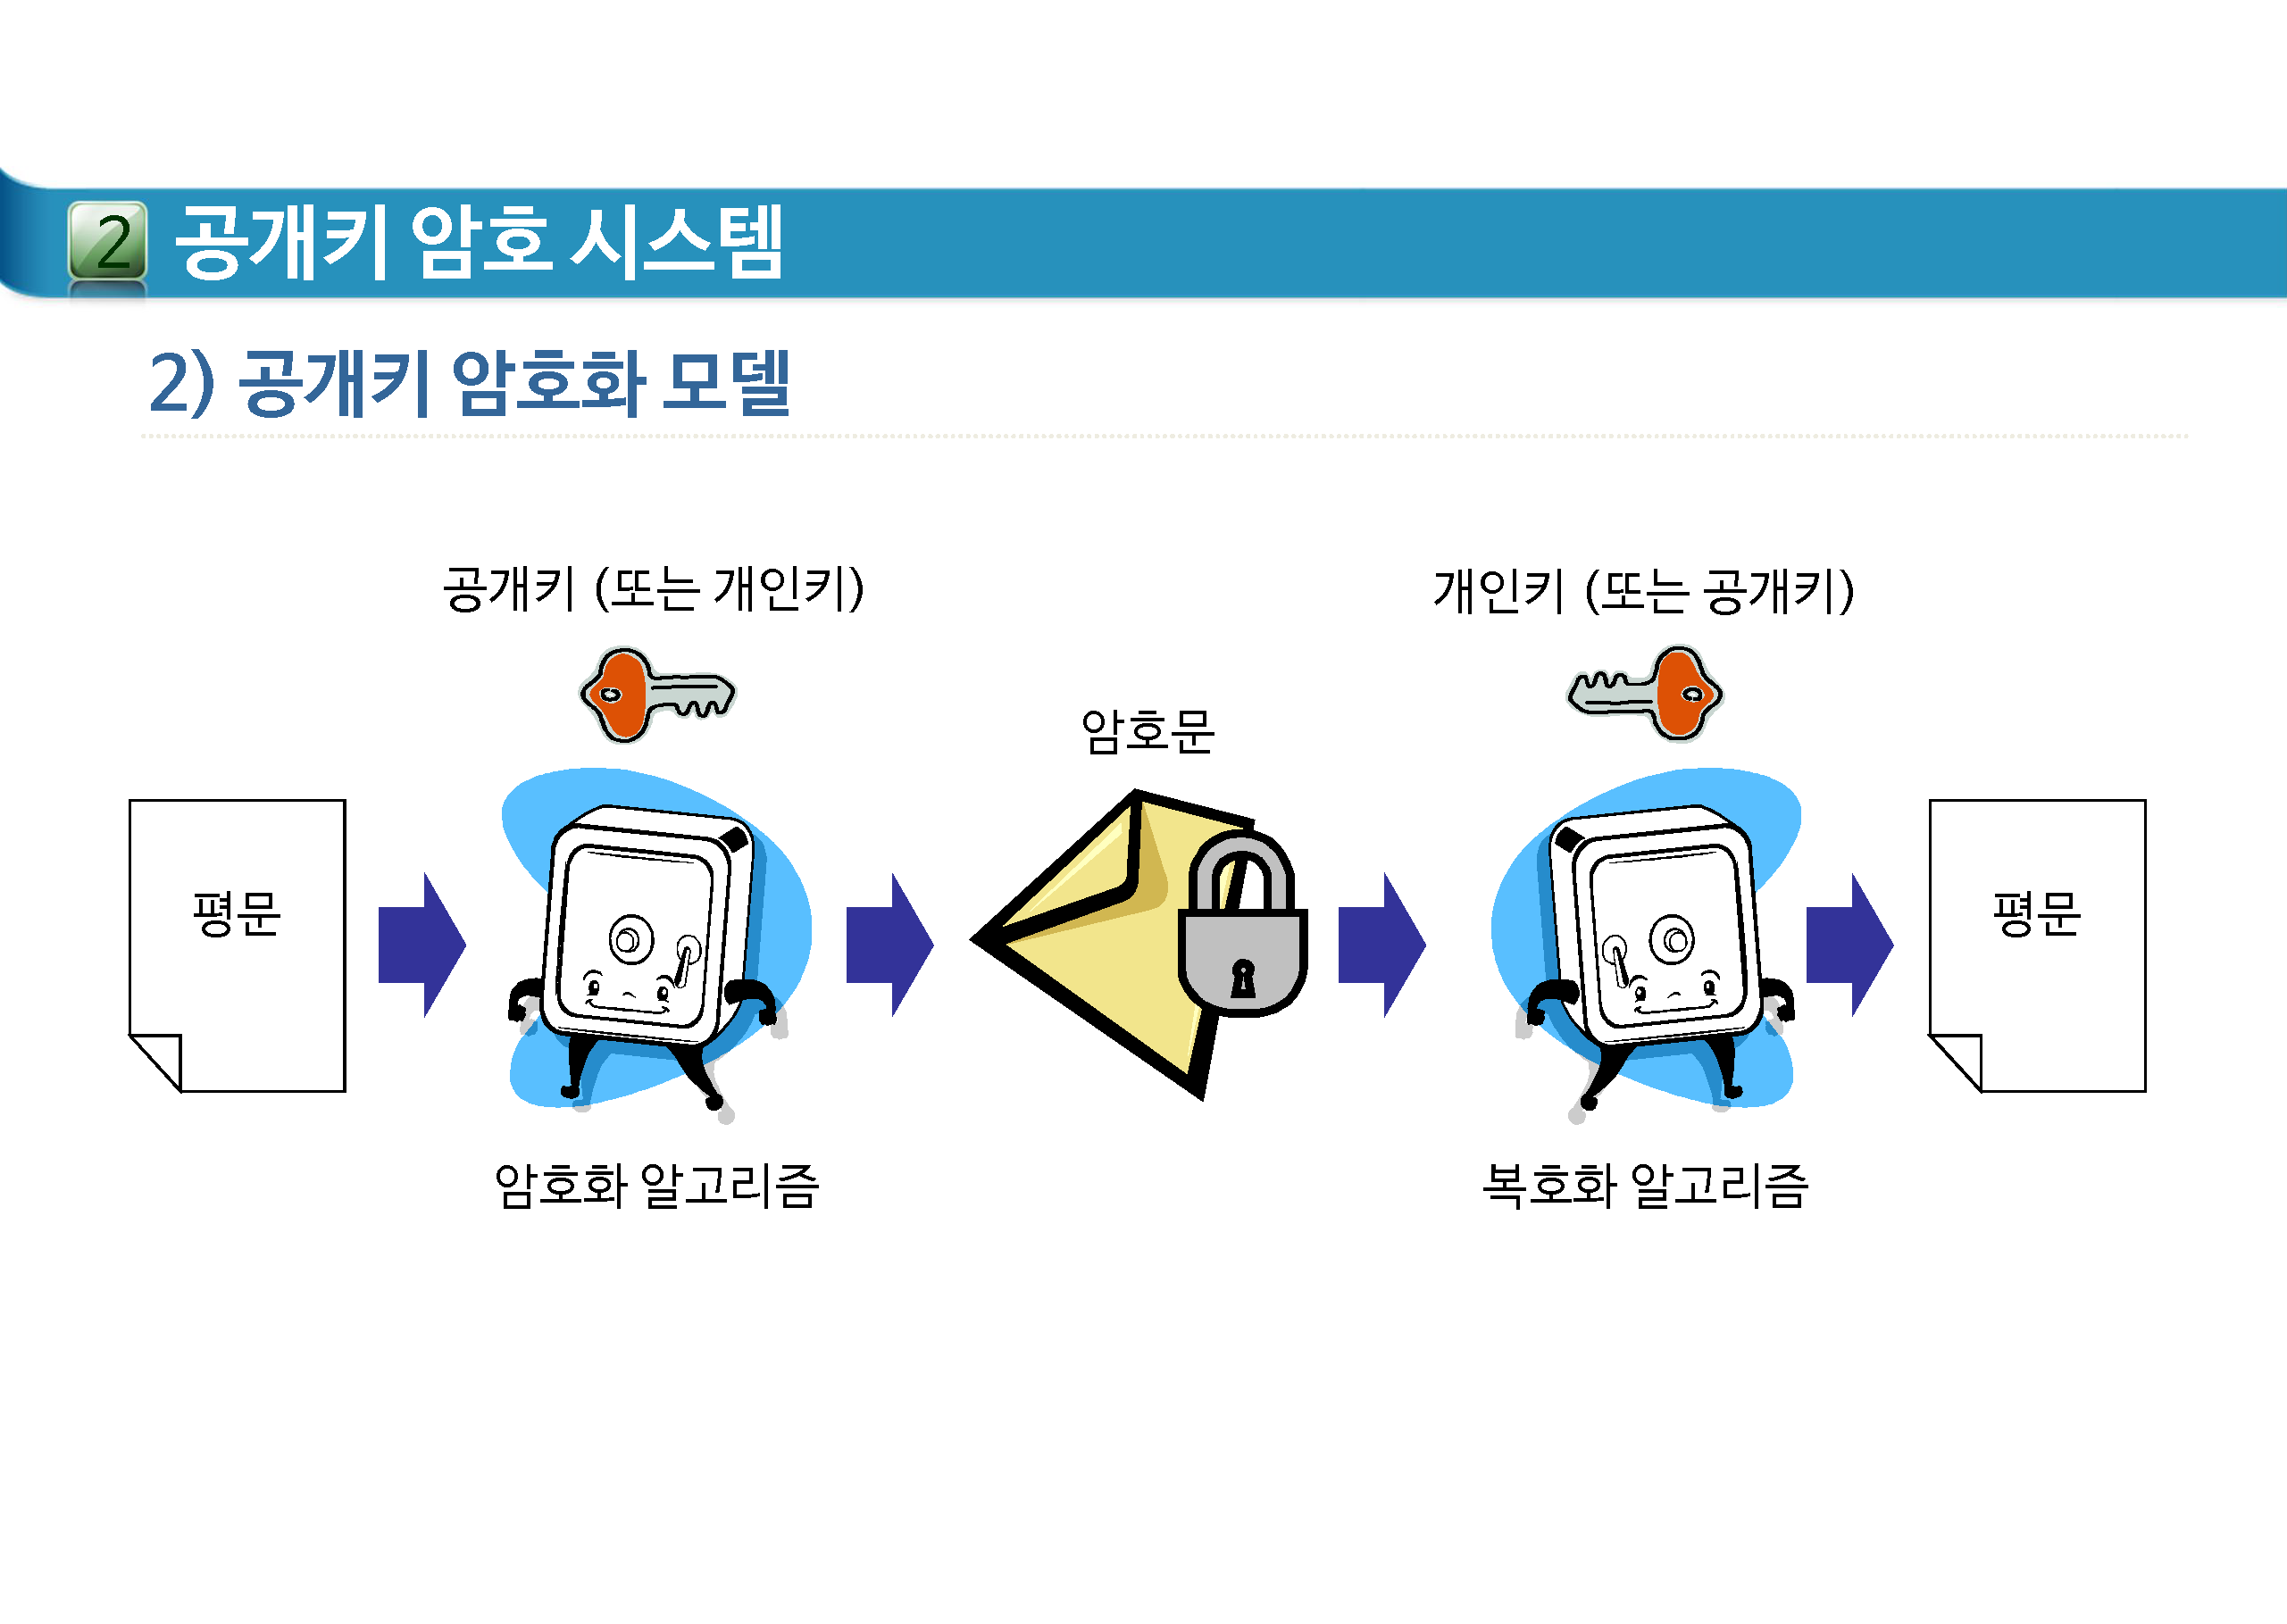 2 공개키 암호 시스템
2) 공개키 암호화 모델
공개키 (또는 개인키)
개인키 (또는 공개키)
암호문
평문
평문
암호화 알고리즘
복호화 알고리즘